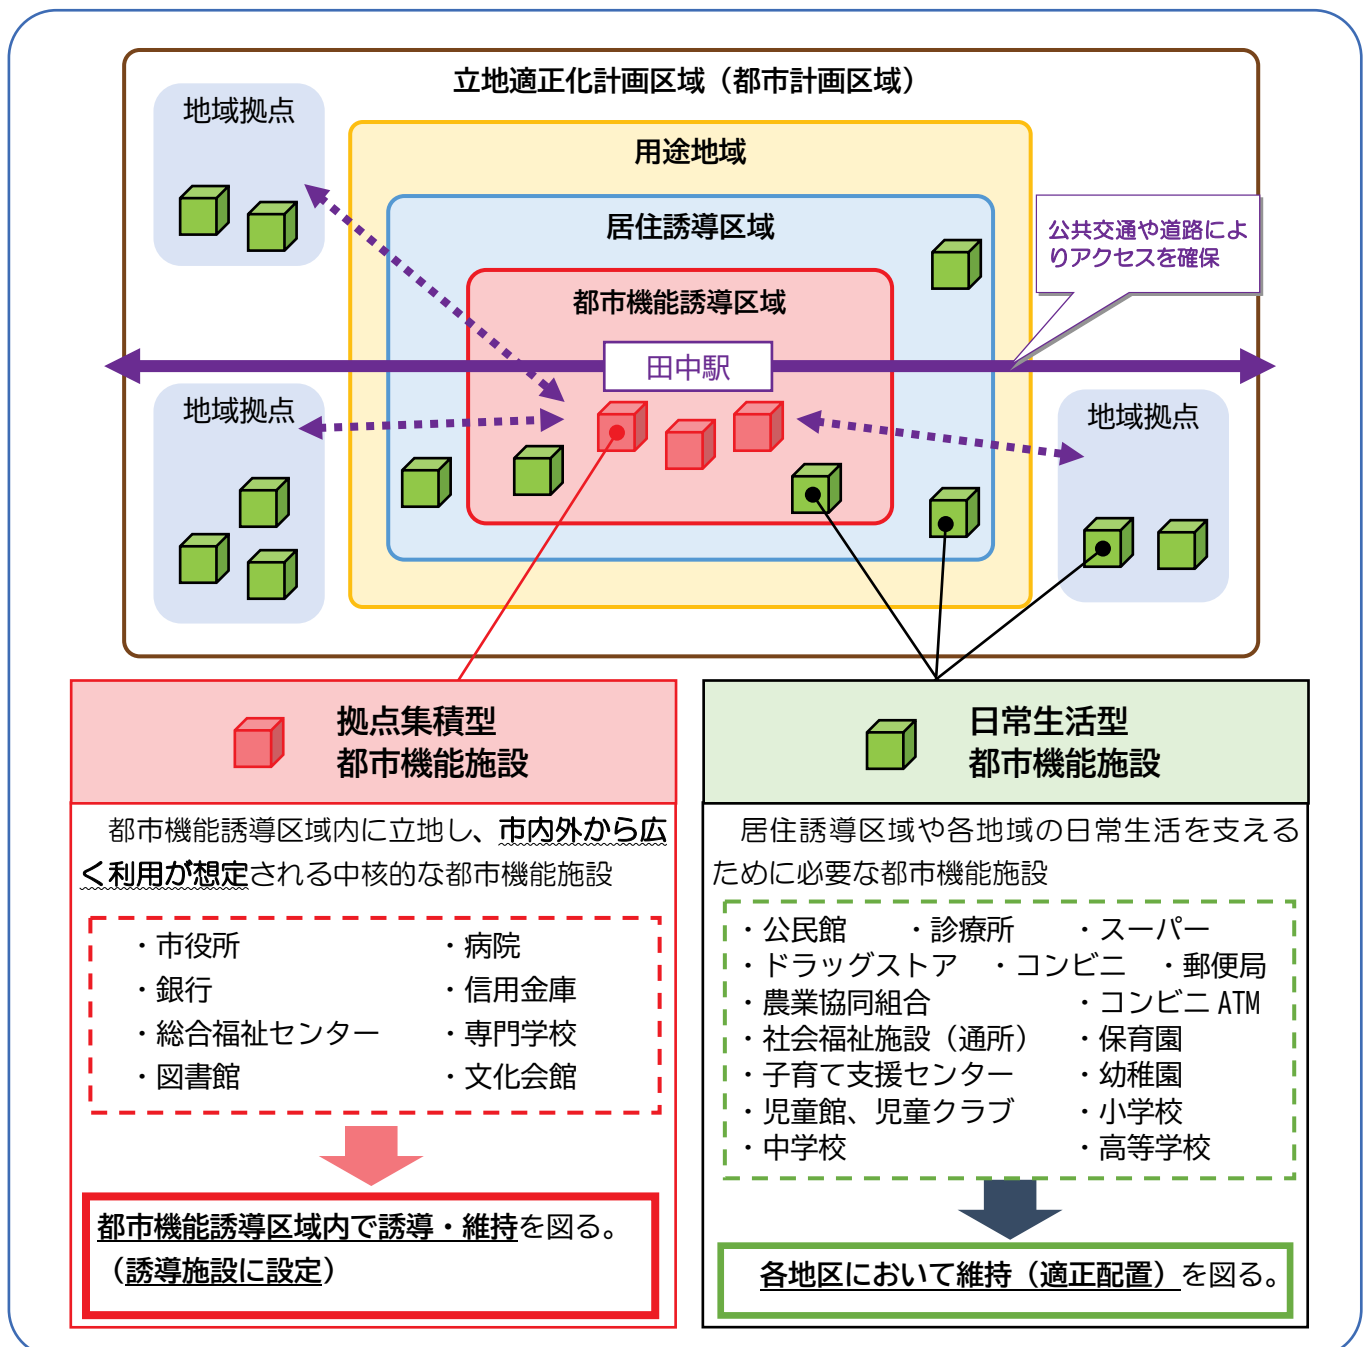 立地適正化計画区域（都市計画区域）
地域拠点
用途地域
居住誘導区域
公共交通や道路によ
りアクセスを確保
都市機能誘導区域
田中駅
地域拠点
地域拠点
拠点集積型
都市機能施設
都市機能誘導区域内に立地し、市内外から広
く利用が想定される中核的な都市機能施設
・市役所　・病院
・銀行　・信用金庫
・総合福祉センター　・専門学校
・図書館　・文化会館
都市機能誘導区域内で誘導・維持を図る。
（誘導施設に設定）
日常生活型
都市機能施設
居住誘導区域や各地域の日常生活を支える
ために必要な都市機能施設
・公民館　・診療所　・スーパー
・ドラッグストア　・コンビニ　・郵便局
・農業協同組合　・コンビニ ATM
・社会福祉施設（通所）　・保育園
・子育て支援センター　・幼稚園
・児童館、児童クラブ　・小学校
・中学校　・高等学校
各地区において維持（適正配置）を図る。